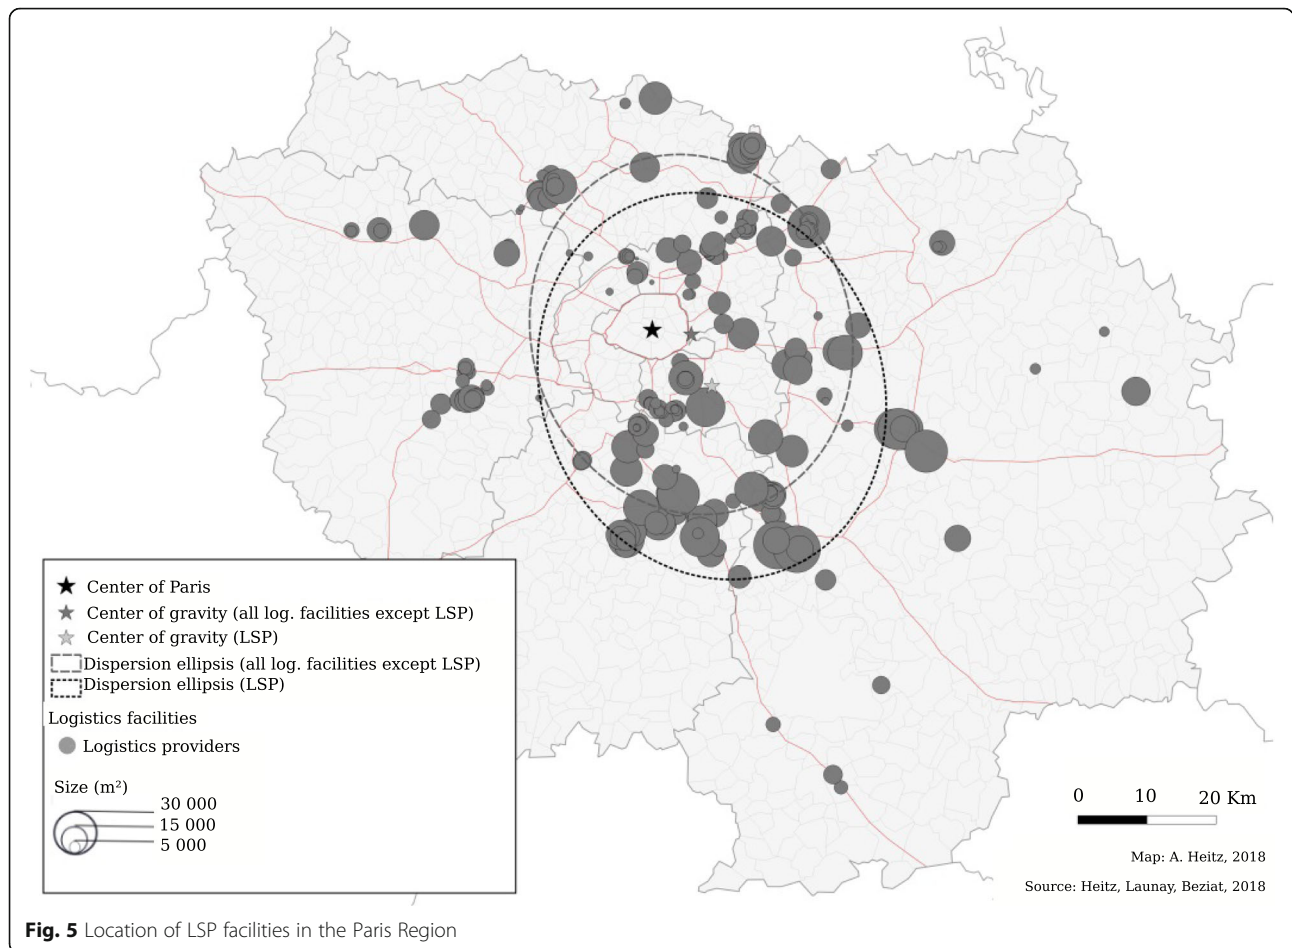 Center of Paris
Center of gravity (all log. facilities except LSP)
Center of gravity (LSP)
Dispersion ellipsis (all log. facilities except LSP)
Dispersion ellipsis (LSP)
Logistics facilities
Logistics providers
Size (m²)
30 000
15 000
5 000
0 10 20 Km
Map: A. Heitz, 2018
Source: Heitz, Launay, Beziat, 2018
Fig. 5 Location of LSP facilities in the Paris Region